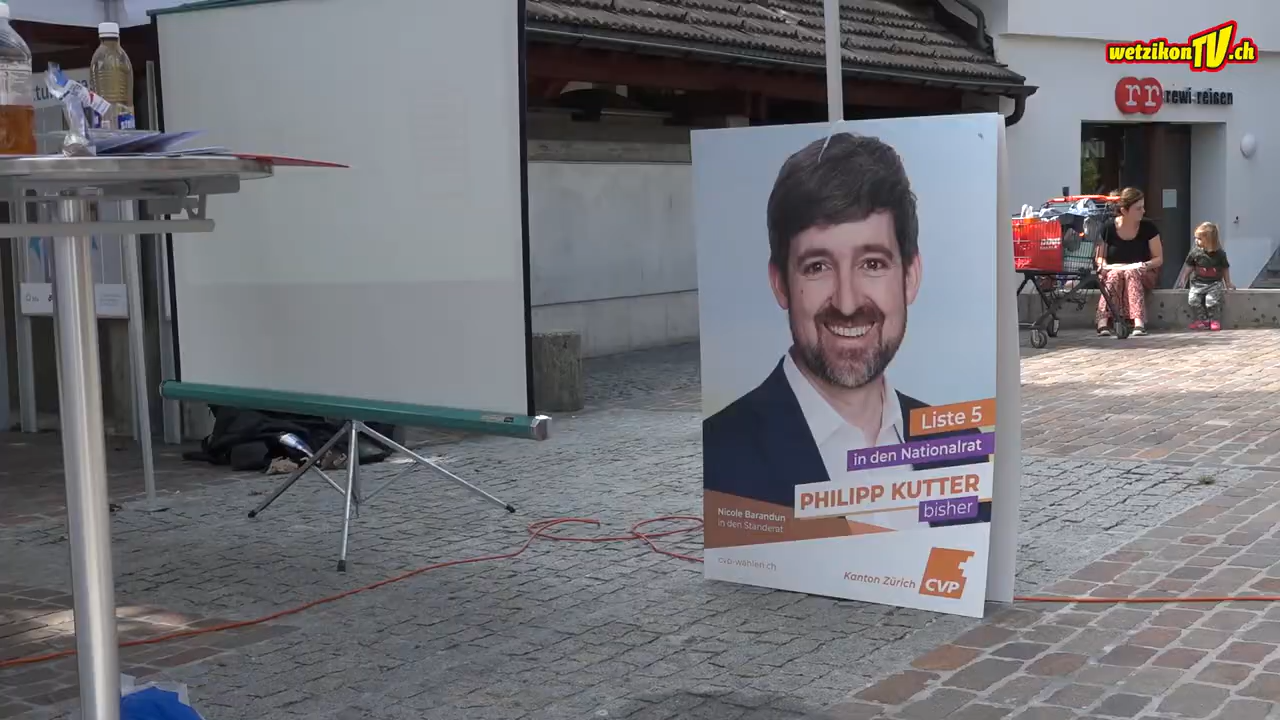 wetzikonTV.ch
rr rewi reisen
Liste 5
in den Nationalrat
PHILIPP KUTTER
bisher
Nicole Barandun
in den Ständerat
cvp-wählen.ch
Kanton Zürich
CVP